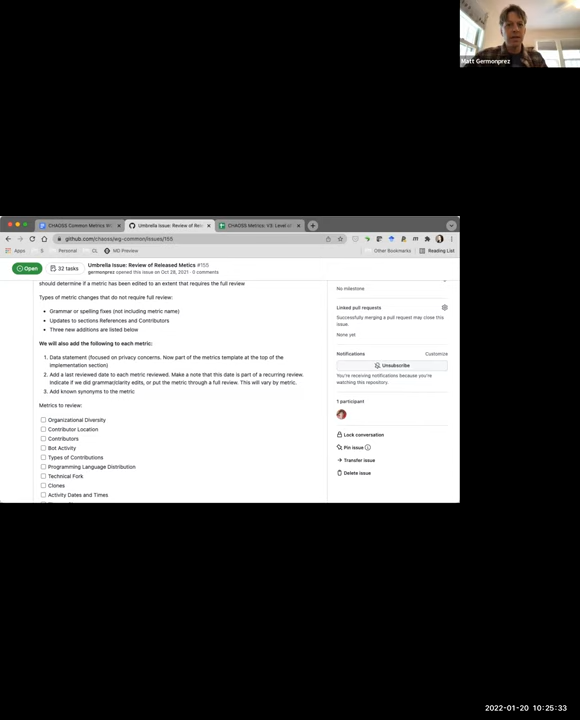 Matt Germonprez
CHAOSS Common Metrics W
Umbrella Issue: Review of Rele
CHAOSS Metrics: V3: Level o
github.com/chaoss/wg-common/issues/155
Apps
S
Personal
CL
MD Preview
Other Bookmarks
Reading List
Open
32 tasks
Umbrella Issue: Review of Released Metics #155
germonprez opened this issue on Oct 28, 2021 · 0 comments
should determine if a metric has been edited to an extent that requires the full review
Types of metric changes that do not require full review:
• Grammar or spelling fixes (not including metric name)
• Updates to sections References and Contributors
• Three new additions are listed below
We will also add the following to each metric:
1. Data statement (focused on privacy concerns. Now part of the metrics template at the top of the
implementation section)
2. Add a last reviewed date to each metric reviewed. Make a note that this date is part of a recurring review.
Indicate if we did grammar/clarity edits, or put the metric through a full review. This will vary by metric.
3. Add known synonyms to the metric
Metrics to review:
Organizational Diversity
Contributor Location
Contributors
Bot Activity
Types of Contributions
Programming Language Distribution
Technical Fork
Clones
Activity Dates and Times
No milestone
Linked pull requests
Successfully merging a pull request may close this
issue.
None yet
Notifications
Customize
Unsubscribe
You're receiving notifications because you're
watching this repository.
1 participant
Lock conversation
Pin issue
Transfer issue
Delete issue
2022-01-20 10:25:33